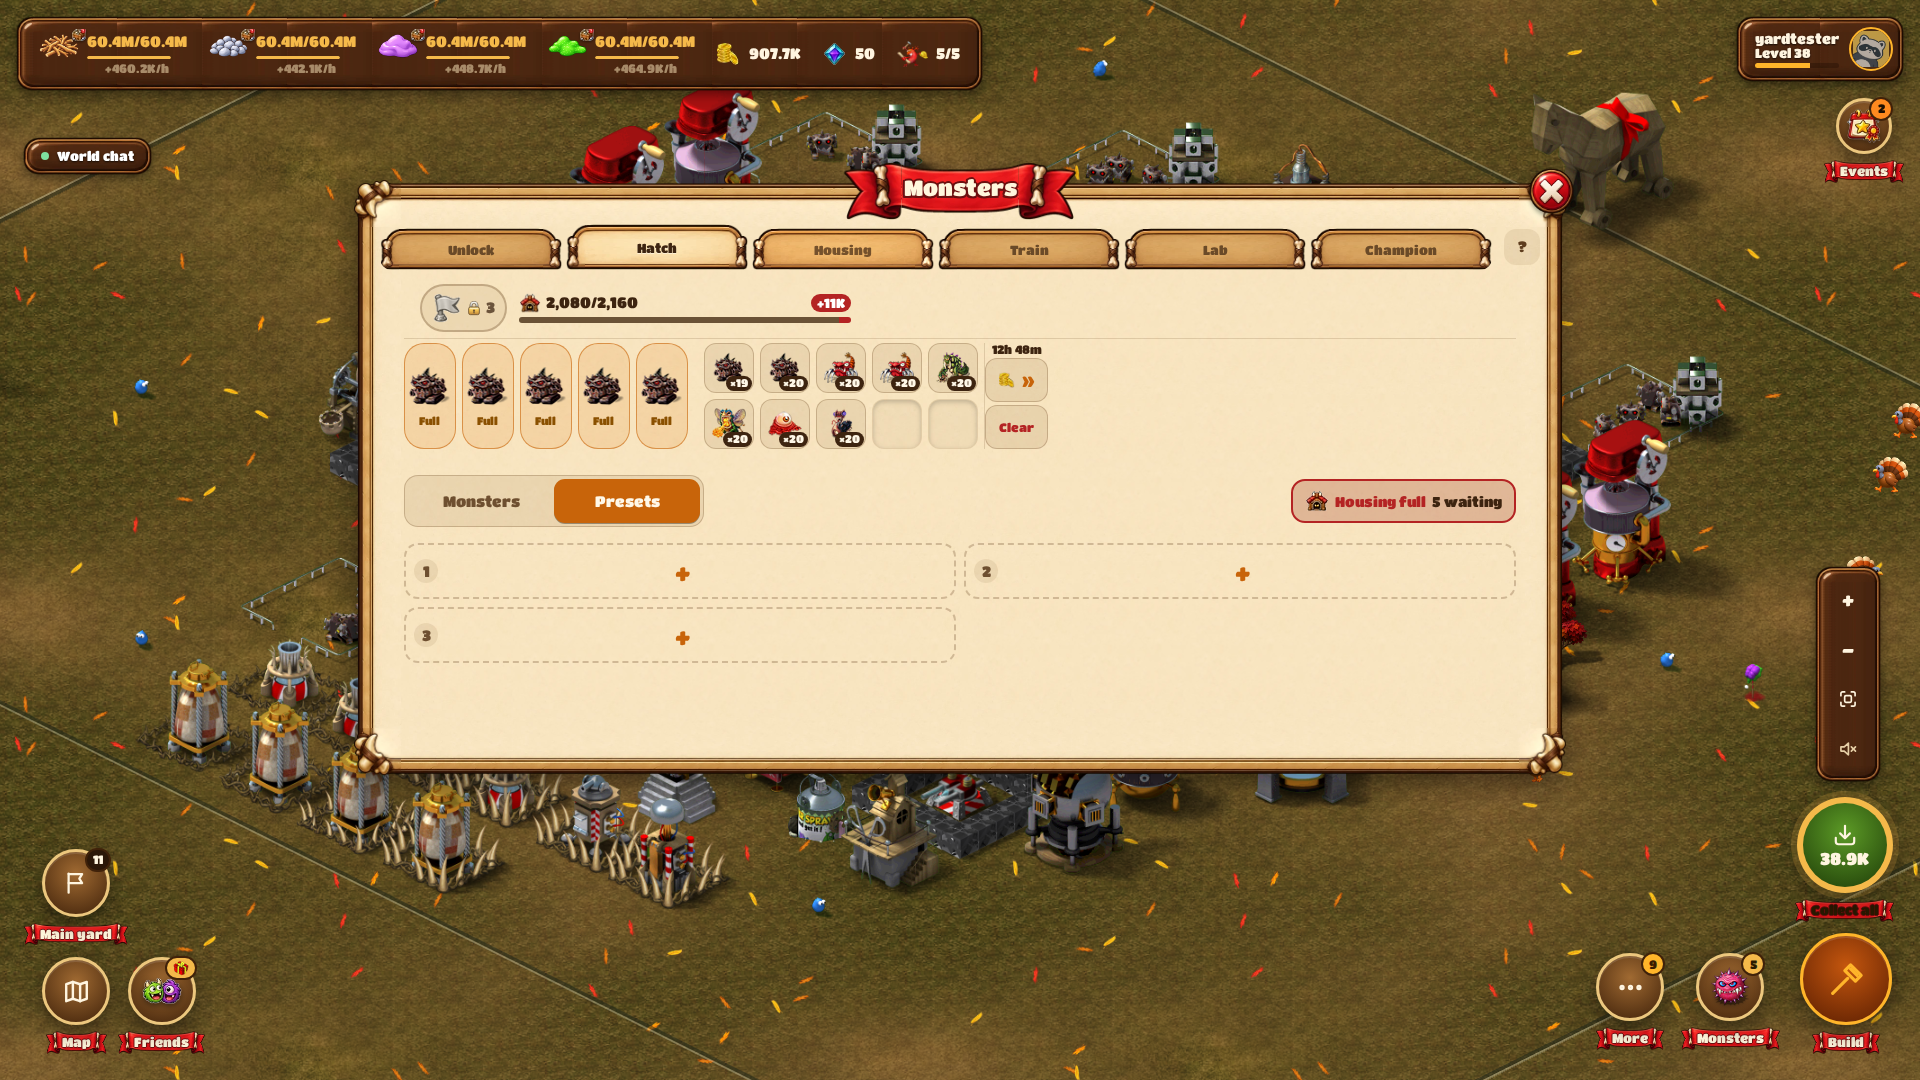 60.4M/60.4M
+460.2K/h
60.4M/60.4M
+442.1K/h
60.4M/60.4M
+448.7K/h
60.4M/60.4M
+464.9K/h
907.7K
50
5/5
yardtester
Level 38
2
Events
World chat
Monsters
Unlock
Hatch
Housing
Train
Lab
Champion
?
3
2,080/2,160
+11K
Full
Full
Full
Full
Full
×19
×20
×20
×20
×20
×20
×20
×20
12h 48m
Clear
Monsters
Presets
Housing full 5 waiting
1
2
3
SPRAY
38.9K
Collect all
11
Main yard
Map
Friends
9
More
5
Monsters
Build